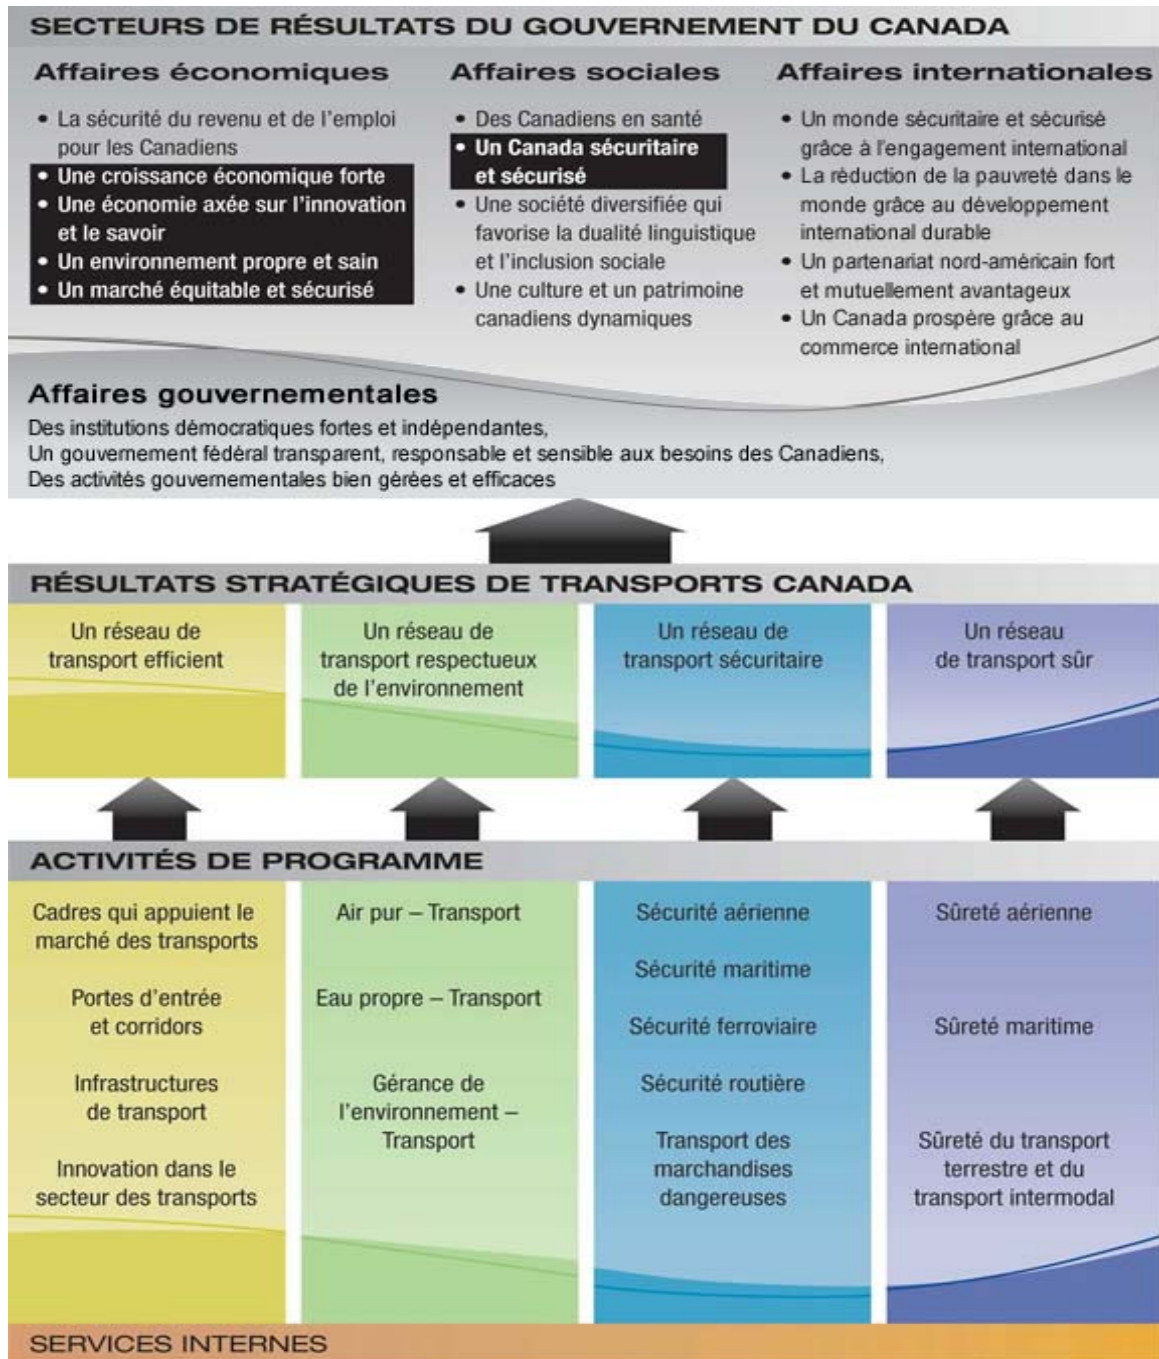 SECTEURS DE RÉSULTATS DU GOUVERNEMENT DU CANADA
Affaires économiques
• La sécurité du revenu et de l'emploi
pour les Canadiens
• Une croissance économique forte
• Une économie axée sur l'innovation
et le savoir
• Un environnement propre et sain
• Un marché équitable et sécurisé
Affaires sociales
• Des Canadiens en santé
• Un Canada sécuritaire
et sécurisé
• Une société diversifiée qui
favorise la dualité linguistique
et l'inclusion sociale
• Une culture et un patrimoine
canadiens dynamiques
Affaires internationales
• Un monde sécuritaire et sécurisé
grâce à l'engagement international
• La réduction de la pauvreté dans le
monde grâce au développement
international durable
• Un partenariat nord-américain fort
et mutuellement avantageux
• Un Canada prospère grâce au
commerce international
Affaires gouvernementales
Des institutions démocratiques fortes et indépendantes,
Un gouvernement fédéral transparent, responsable et sensible aux besoins des Canadiens,
Des activités gouvernementales bien gérées et efficaces
RÉSULTATS STRATÉGIQUES DE TRANSPORTS CANADA
Un réseau de
transport efficient
Un réseau de
transport respectueux
de l'environnement
Un réseau de
transport sécuritaire
Un réseau
de transport sûr
ACTIVITÉS DE PROGRAMME
Cadres qui appuient le
marché des transports
Portes d'entrée
et corridors
Infrastructures
de transport
Innovation dans le
secteur des transports
Air pur – Transport
Eau propre – Transport
Gérance de
l'environnement –
Transport
Sécurité aérienne
Sécurité maritime
Sécurité ferroviaire
Sécurité routière
Transport des
marchandises
dangereuses
Sûreté aérienne
Sûreté maritime
Sûreté du transport
terrestre et du
transport intermodal
SERVICES INTERNES